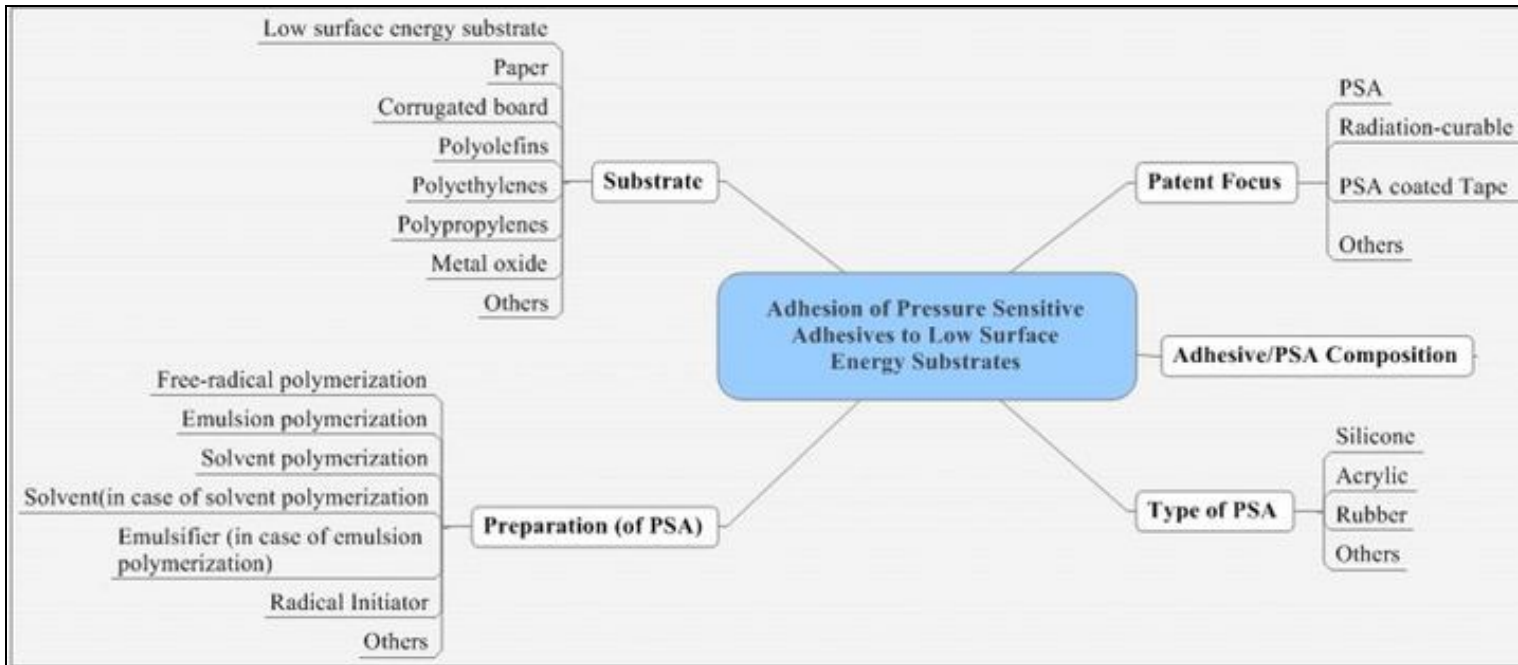 Low surface energy substrate
Paper
Corrugated board
Polyolefins
Polyethylenes
Polypropylenes
Metal oxide
Others
Substrate
Free-radical polymerization
Emulsion polymerization
Solvent polymerization
Solvent(in case of solvent polymerization
Emulsifier (in case of emulsion
polymerization)
Radical Initiator
Others
Preparation (of PSA)
Adhesion of Pressure Sensitive
Adhesives to Low Surface
Energy Substrates
Patent Focus
PSA
Radiation-curable
PSA coated Tape
Others
Adhesive/PSA Composition
Type of PSA
Silicone
Acrylic
Rubber
Others